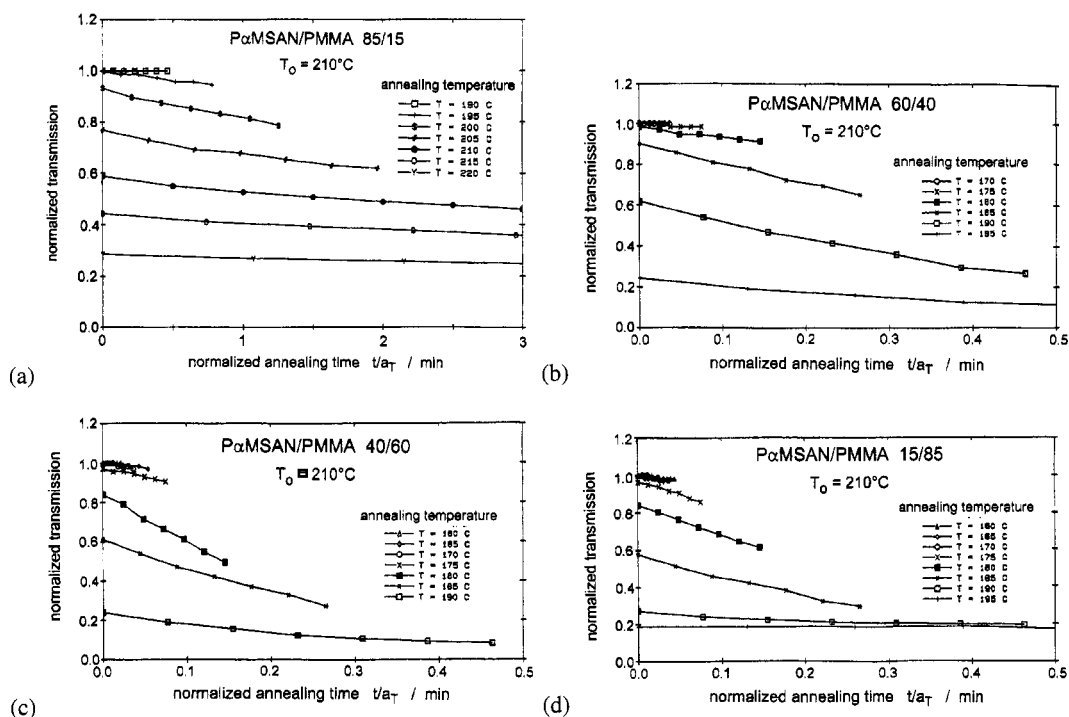 PαMSAN/PMMA 85/15
T₀ = 210°C
annealing temperature
T = 190 C
T = 195 C
T = 200 C
T = 205 C
T = 210 C
T = 215 C
T = 220 C
1.2
1.0
0.8
0.6
0.4
0.2
0.0
normalized transmission
0
1
2
3
normalized annealing time t/aT / min
(a)
PαMSAN/PMMA 60/40
T₀ = 210°C
annealing temperature
T = 170 C
T = 175 C
T = 180 C
T = 185 C
T = 190 C
T = 195 C
1.2
1.0
0.8
0.6
0.4
0.2
0.0
normalized transmission
0.0
0.1
0.2
0.3
0.4
0.5
normalized annealing time t/aT / min
(b)
PαMSAN/PMMA 40/60
T₀ = 210°C
annealing temperature
T = 160 C
T = 165 C
T = 170 C
T = 175 C
T = 180 C
T = 185 C
T = 190 C
1.2
1.0
0.8
0.6
0.4
0.2
0.0
normalized transmission
0.0
0.1
0.2
0.3
0.4
0.5
normalized annealing time t/aT / min
(c)
PαMSAN/PMMA 15/85
T₀ = 210°C
annealing temperature
T = 160 C
T = 165 C
T = 170 C
T = 175 C
T = 180 C
T = 185 C
T = 190 C
T = 195 C
1.2
1.0
0.8
0.6
0.4
0.2
0.0
normalized transmission
0.0
0.1
0.2
0.3
0.4
0.5
normalized annealing time t/aT / min
(d)